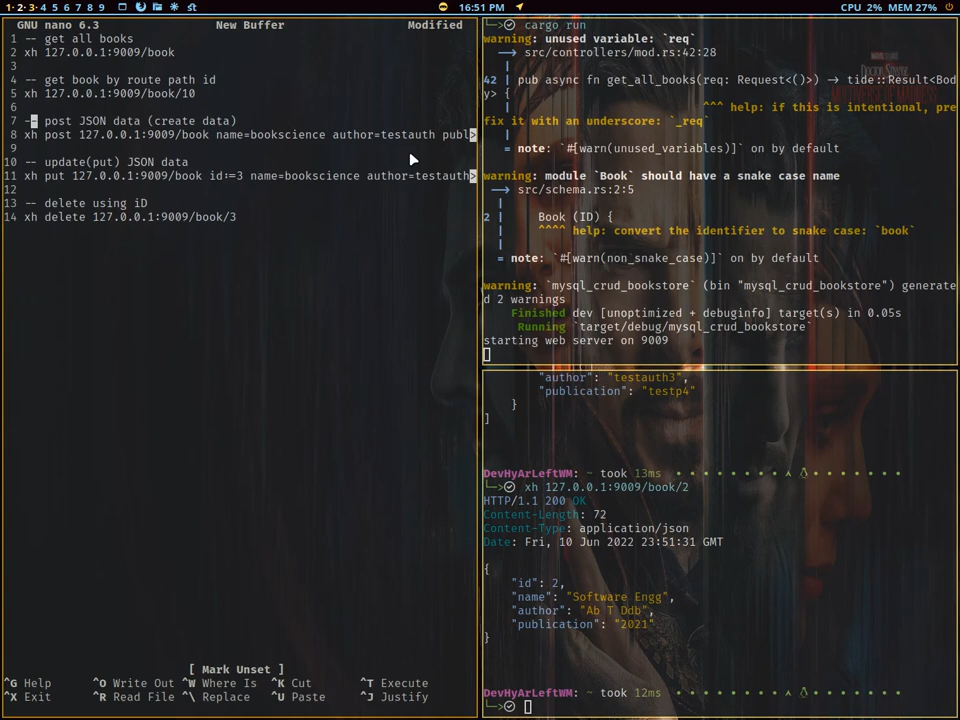 1· 2· 3· 4 5 6 7 8 9
16:51 PM
CPU 2% MEM 27%
GNU nano 6.3 New Buffer Modified
1 -- get all books
2 xh 127.0.0.1:9009/book
3
4 -- get book by route path id
5 xh 127.0.0.1:9009/book/10
6
7 -- post JSON data (create data)
8 xh post 127.0.0.1:9009/book name=bookscience author=testauth publ>
9
10 -- update(put) JSON data
11 xh put 127.0.0.1:9009/book id:=3 name=bookscience author=testauth>
12
13 -- delete using iD
14 xh delete 127.0.0.1:9009/book/3
[ Mark Unset ]
^G Help ^O Write Out ^W Where Is ^K Cut ^T Execute
^X Exit ^R Read File ^\ Replace ^U Paste ^J Justify
└─> cargo run
warning: unused variable: `req`
--> src/controllers/mod.rs:42:28
|
42 | pub async fn get_all_books(req: Request<()>) -> tide::Result<Bod
y> {
| ^^^ help: if this is intentional, pre
fix it with an underscore: `_req`
|
= note: `#[warn(unused_variables)]` on by default
warning: module `Book` should have a snake case name
--> src/schema.rs:2:5
|
2 | Book (ID) {
| ^^^^ help: convert the identifier to snake case: `book`
|
= note: `#[warn(non_snake_case)]` on by default
warning: `mysql_crud_bookstore` (bin "mysql_crud_bookstore") generate
d 2 warnings
Finished dev [unoptimized + debuginfo] target(s) in 0.05s
Running `target/debug/mysql_crud_bookstore`
starting web server on 9009
"author": "testauth3",
"publication": "testp4"
}
]
DevHyArLeftWM: ~ took 13ms
└─> xh 127.0.0.1:9009/book/2
HTTP/1.1 200 OK
Content-Length: 72
Content-Type: application/json
Date: Fri, 10 Jun 2022 23:51:31 GMT
{
"id": 2,
"name": "Software Engg",
"author": "Ab T Ddb",
"publication": "2021"
}
DevHyArLeftWM: ~ took 12ms
└─>